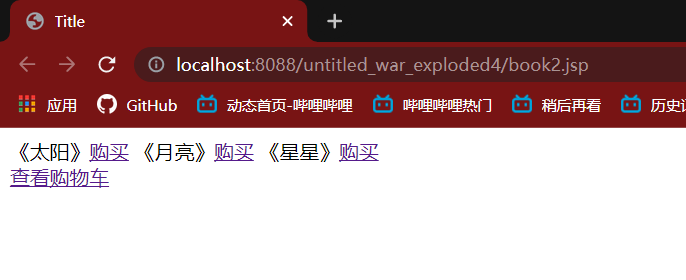 Title
localhost:8088/untitled_war_exploded4/book2.jsp
应用 GitHub 动态首页-哔哩哔哩 哔哩哔哩热门 稍后再看 历史记
《太阳》购买 《月亮》购买 《星星》购买
查看购物车